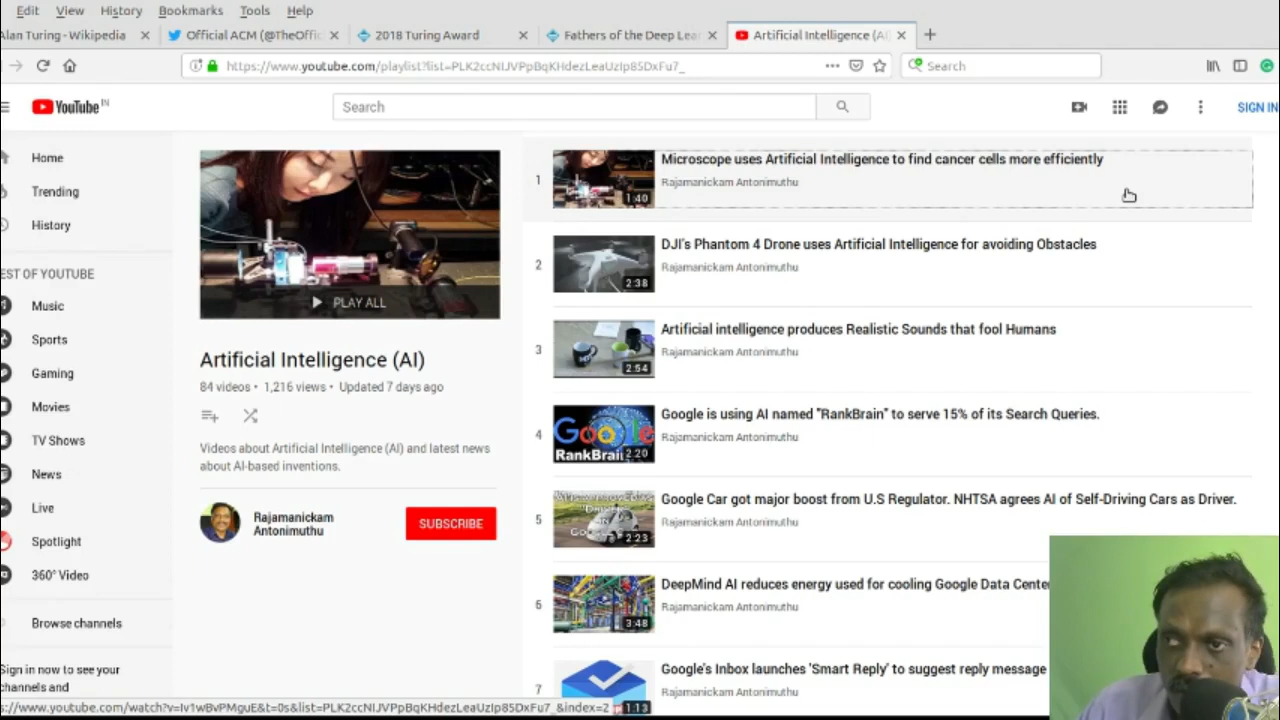 Edit View History Bookmarks Tools Help
Alan Turing - Wikipedia
Official ACM (@TheOffic
2018 Turing Award
Fathers of the Deep Lea
Artificial Intelligence (AI)
https://www.youtube.com/playlist?list=PLK2ccNIJVPpBqKHdezLeaUzIp85DxFu7_
Search
YouTube IN
Search
SIGN IN
Home
Trending
History
EST OF YOUTUBE
Music
Sports
Gaming
Movies
TV Shows
News
Live
Spotlight
360° Video
Browse channels
Sign in now to see your
channels and
PLAY ALL
Artificial Intelligence (AI)
84 videos • 1,216 views • Updated 7 days ago
Videos about Artificial Intelligence (AI) and latest news
about AI-based inventions.
Rajamanickam
Antonimuthu
SUBSCRIBE
1
1:40
Microscope uses Artificial Intelligence to find cancer cells more efficiently
Rajamanickam Antonimuthu
2
2:38
DJI's Phantom 4 Drone uses Artificial Intelligence for avoiding Obstacles
Rajamanickam Antonimuthu
3
2:54
Artificial intelligence produces Realistic Sounds that fool Humans
Rajamanickam Antonimuthu
4
Google
RankBrain
2:20
Google is using AI named "RankBrain" to serve 15% of its Search Queries.
Rajamanickam Antonimuthu
5
2:23
Google Car got major boost from U.S Regulator. NHTSA agrees AI of Self-Driving Cars as Driver.
Rajamanickam Antonimuthu
6
3:48
DeepMind AI reduces energy used for cooling Google Data Center
Rajamanickam Antonimuthu
7
1:13
Google's Inbox launches 'Smart Reply' to suggest reply message
Rajamanickam Antonimuthu
s://www.youtube.com/watch?v=Iv1wBvPMguE&t=0s&list=PLK2ccNIJVPpBqKHdezLeaUzIp85DxFu7_&index=2